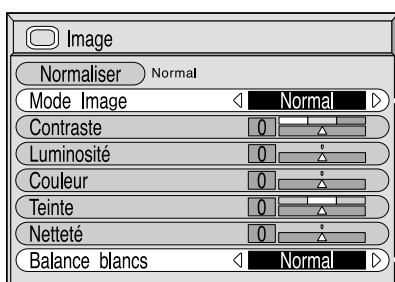 Image
Normaliser Normal
Mode Image Normal
Contraste 0
Luminosité 0
Couleur 0
Teinte 0
Netteté 0
Balance blancs Normal